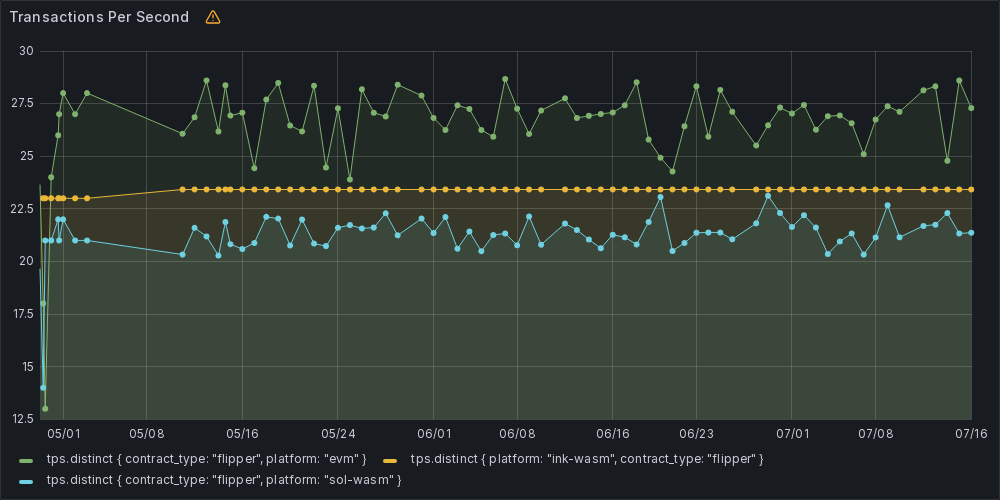 Transactions Per Second
30
27.5
25
22.5
20
17.5
15
12.5
05/01 05/08 05/16 05/24 06/01 06/08 06/16 06/23 07/01 07/08 07/16
tps.distinct { contract_type: "flipper", platform: "evm" } tps.distinct { platform: "ink-wasm", contract_type: "flipper" }
tps.distinct { contract_type: "flipper", platform: "sol-wasm" }